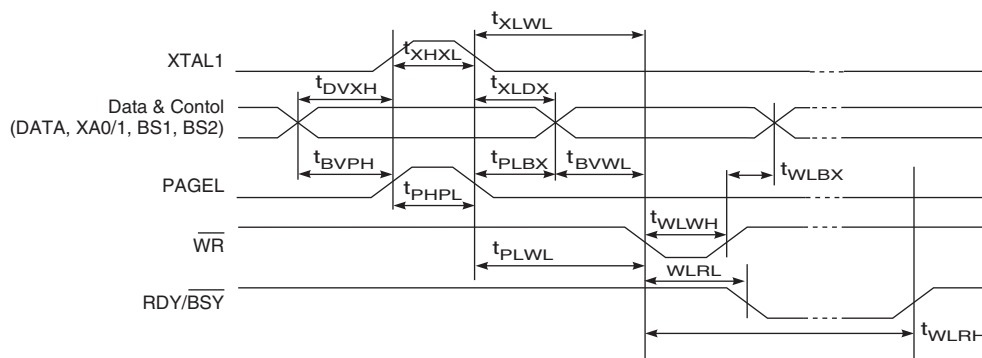 tXLWL
XTAL1
tXHXL
tDVXH
tXLDX
Data & Contol
(DATA, XA0/1, BS1, BS2)
tBVPH
tPLBX
tBVWL
tWLBX
PAGEL
tPHPL
tWLWH
WR
tPLWL
WLRL
RDY/BSY
tWLRH